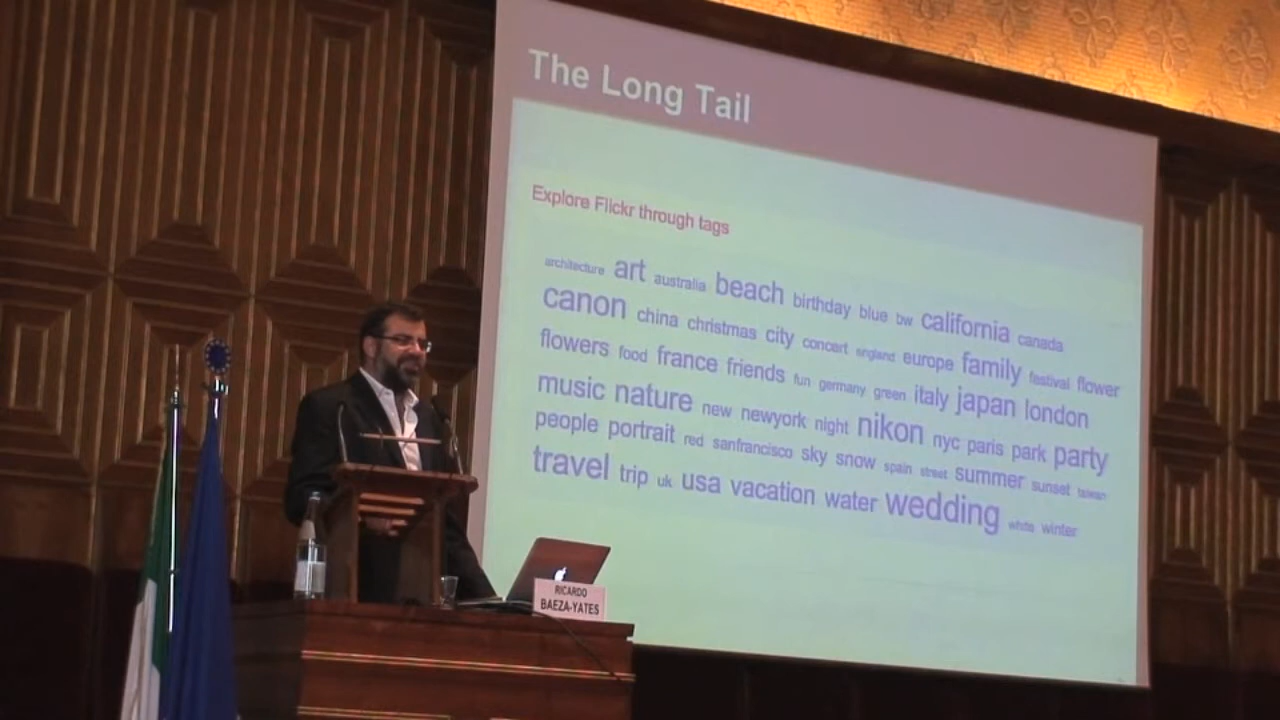 The Long Tail
Explore Flickr through tags
architecture art australia beach birthday blue bw california canada
canon china christmas city concert england europe family festival flower
flowers food france friends fun germany green italy japan london
music nature new newyork night nikon nyc paris park party
people portrait red sanfrancisco sky snow spain street summer sunset taiwan
travel trip uk usa vacation water wedding white winter
RICARDO
BAEZA-YATES